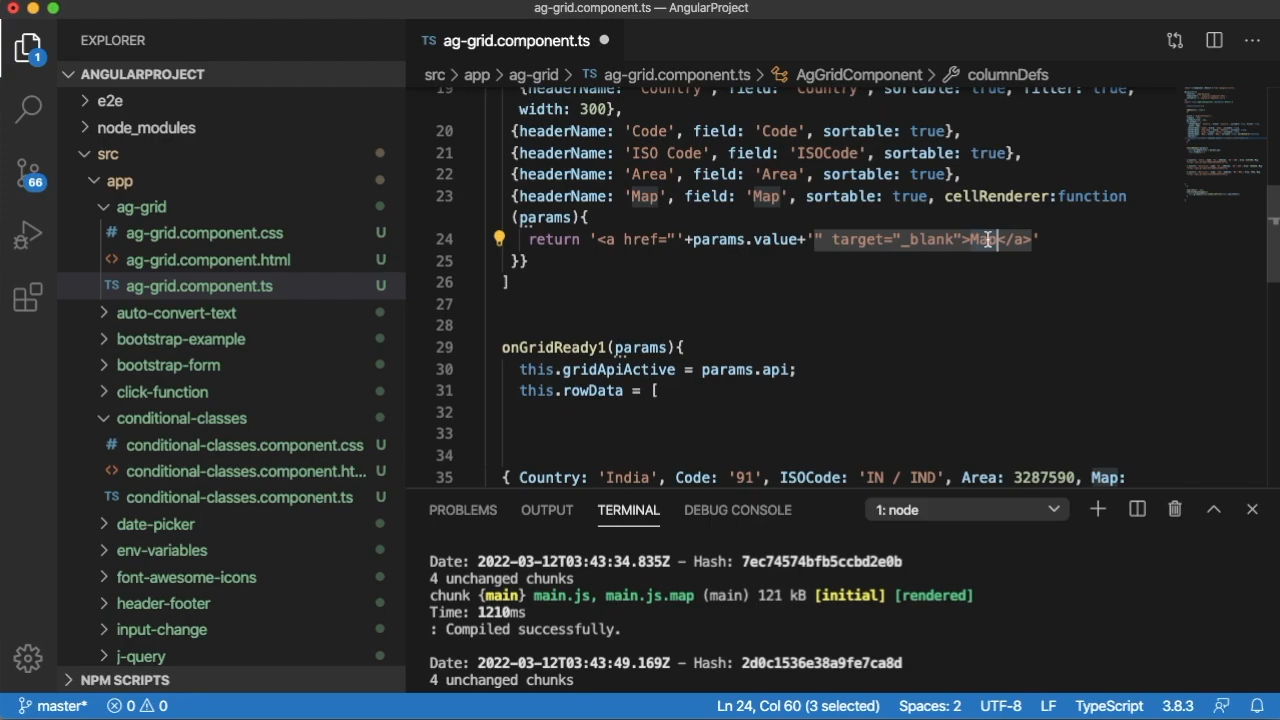 ag-grid.component.ts — AngularProject
EXPLORER
TS ag-grid.component.ts
1
ANGULARPROJECT
src > app > ag-grid > TS ag-grid.component.ts > AgGridComponent > columnDefs
e2e
node_modules
src
app
ag-grid
# ag-grid.component.css U
<> ag-grid.component.html U
TS ag-grid.component.ts U
auto-convert-text
bootstrap-example
bootstrap-form
click-function
conditional-classes
# conditional-classes.component.css U
<> conditional-classes.component.ht... U
TS conditional-classes.component.ts U
date-picker
env-variables
font-awesome-icons
header-footer
input-change
j-query
NPM SCRIPTS
66
19 {headerName: 'Country', field: 'Country', sortable: true, filter: true,
width: 300},
20 {headerName: 'Code', field: 'Code', sortable: true},
21 {headerName: 'ISO Code', field: 'ISOCode', sortable: true},
22 {headerName: 'Area', field: 'Area', sortable: true},
23 {headerName: 'Map', field: 'Map', sortable: true, cellRenderer:function
(params){
24 return '<a href="'+params.value+'" target="_blank">Map</a>'
25 }}
26 ]
27
28
29 onGridReady1(params){
30 this.gridApiActive = params.api;
31 this.rowData = [
32
33
34
35 { Country: 'India', Code: '91', ISOCode: 'IN / IND', Area: 3287590, Map:
PROBLEMS OUTPUT TERMINAL DEBUG CONSOLE 1: node
Date: 2022-03-12T03:43:34.835Z - Hash: 7ec74574bfb5ccbd2e0b
4 unchanged chunks
chunk {main} main.js, main.js.map (main) 121 kB [initial] [rendered]
Time: 1210ms
: Compiled successfully.
Date: 2022-03-12T03:43:49.169Z - Hash: 2d0c1536e38a9fe7ca8d
4 unchanged chunks
master* 0 0 Ln 24, Col 60 (3 selected) Spaces: 2 UTF-8 LF TypeScript 3.8.3